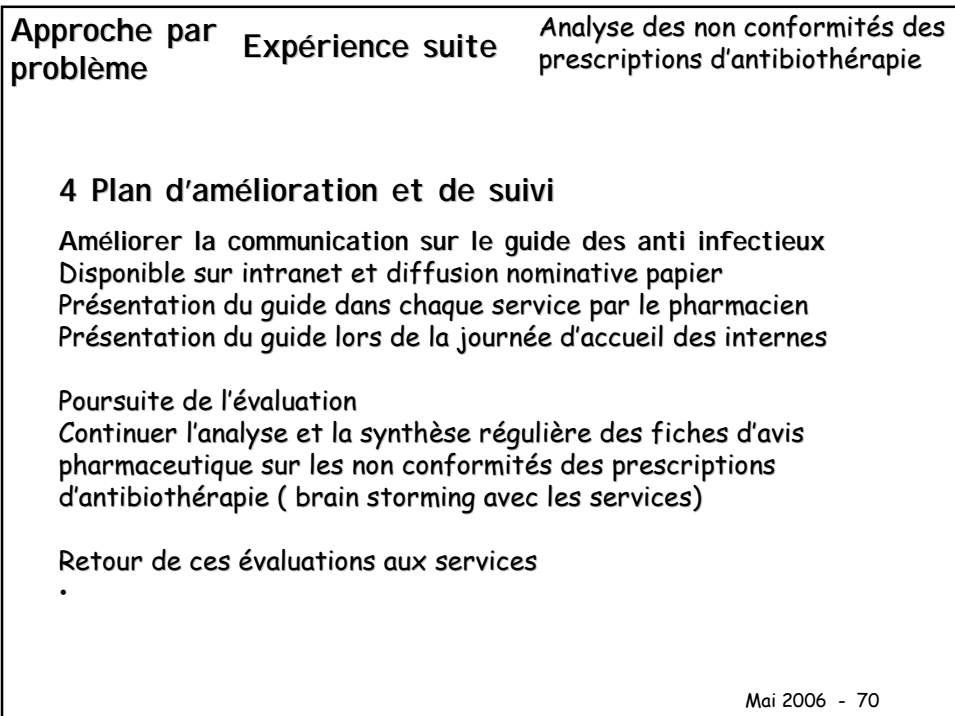 Approche par
problème
Expérience suite
Analyse des non conformités des
prescriptions d'antibiothérapie
4 Plan d'amélioration et de suivi
Améliorer la communication sur le guide des anti infectieux
Disponible sur intranet et diffusion nominative papier
Présentation du guide dans chaque service par le pharmacien
Présentation du guide lors de la journée d'accueil des internes
Poursuite de l'évaluation
Continuer l'analyse et la synthèse régulière des fiches d'avis
pharmaceutique sur les non conformités des prescriptions
d'antibiothérapie ( brain storming avec les services)
Retour de ces évaluations aux services
•
Mai 2006 - 70